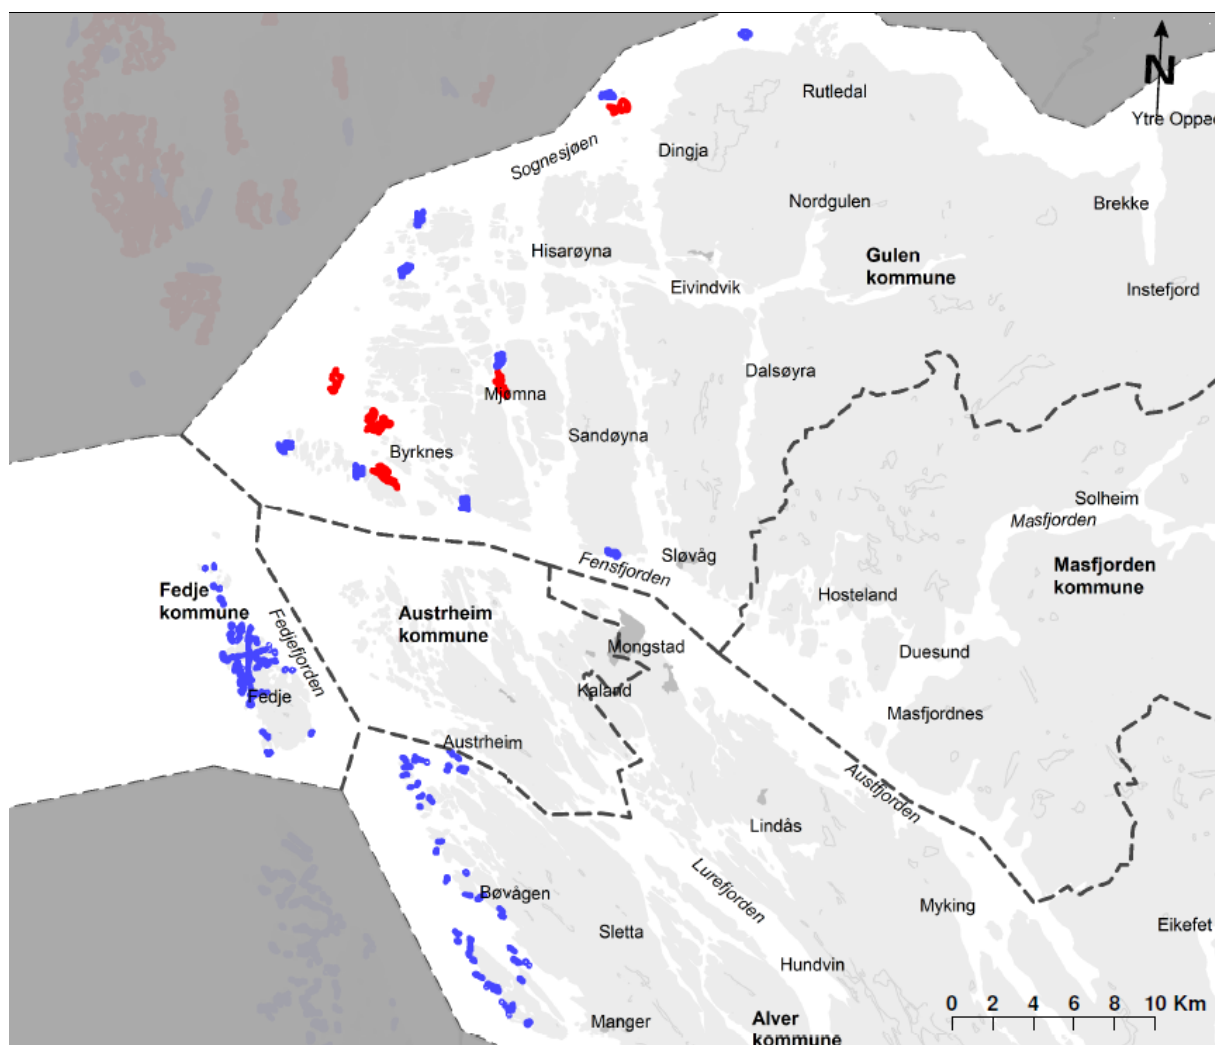 N
Rutledal
Ytre Oppe
Sognesjøen
Dingja
Nordgulen
Brekke
Hisarøyna
Gulen
kommune
Eivindvik
Instefjord
Dalsøyra
Mjømna
Sandøyna
Byrknes
Solheim
Masfjorden
Sløvåg
Fensfjorden
Masfjorden
kommune
Fedje
kommune
Hosteland
Austrheim
kommune
Fedjefjorden
Mongstad
Duesund
Kaland
Fedje
Masfjordnes
Austrheim
Austfjorden
Lindås
Lurefjorden
Bøvågen
Myking
Sletta
Eikefet
Hundvin
0 2 4 6 8 10 Km
Manger
Alver
kommune